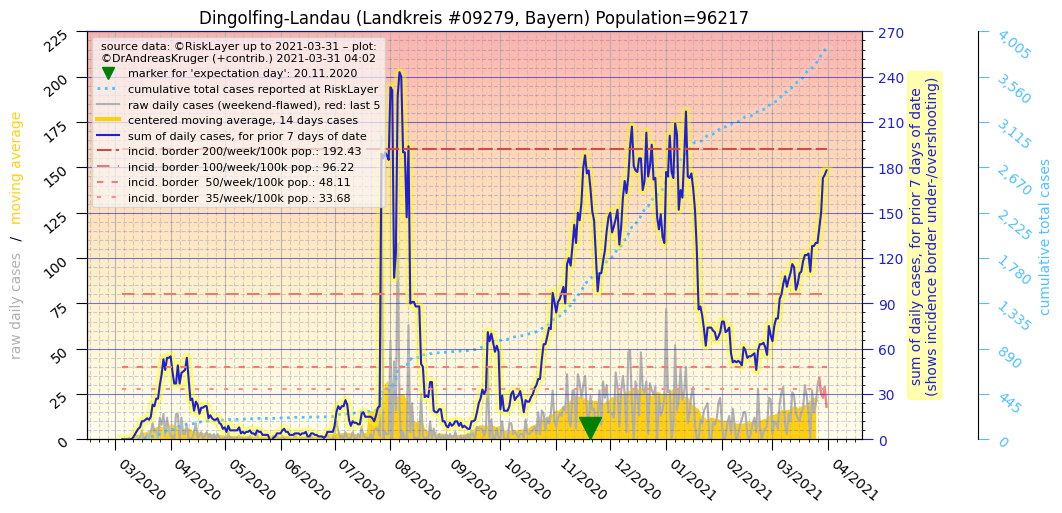 Dingolfing-Landau (Landkreis #09279, Bayern) Population=96217
source data: ©RiskLayer up to 2021-03-31 – plot:
©DrAndreasKruger (+contrib.) 2021-03-31 04:02
marker for 'expectation day': 20.11.2020
cumulative total cases reported at RiskLayer
raw daily cases (weekend-flawed), red: last 5
centered moving average, 14 days cases
sum of daily cases, for prior 7 days of date
incid. border 200/week/100k pop.: 192.43
incid. border 100/week/100k pop.: 96.22
incid. border 50/week/100k pop.: 48.11
incid. border 35/week/100k pop.: 33.68
raw daily cases / moving average
225
200
175
150
125
100
75
50
25
0
270
240
210
180
150
120
90
60
30
0
sum of daily cases, for prior 7 days of date
(shows incidence border under-/overshooting)
4,005
3,560
3,115
2,670
2,225
1,780
1,335
890
445
0
cumulative total cases
03/2020
04/2020
05/2020
06/2020
07/2020
08/2020
09/2020
10/2020
11/2020
12/2020
01/2021
02/2021
03/2021
04/2021